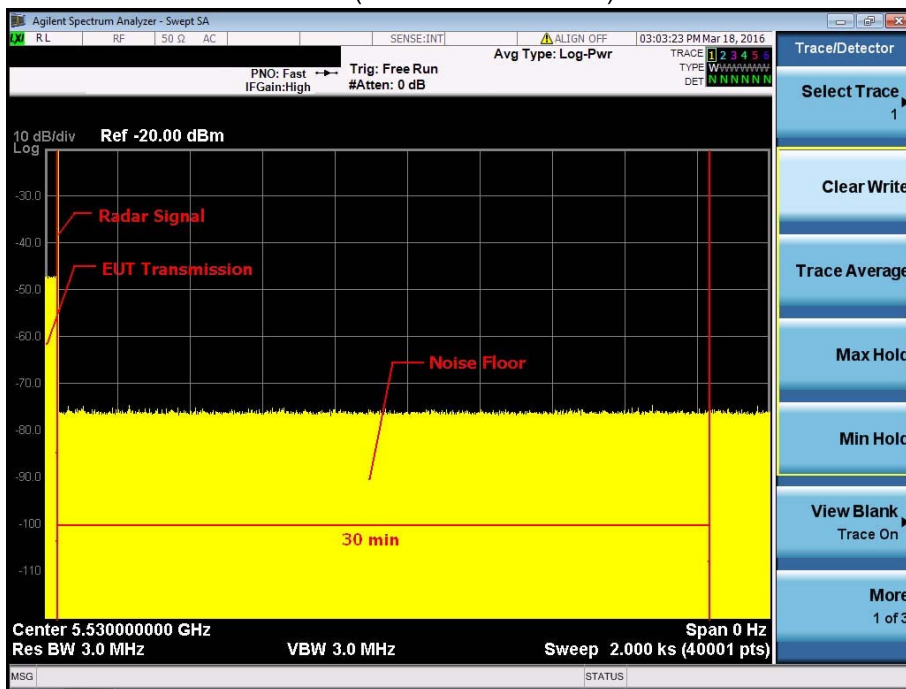 Agilent Spectrum Analyzer - Swept SA
LXI RL RF 50 Ω AC SENSE:INT ALIGN OFF 03:03:23 PM Mar 18, 2016
PNO: Fast Trig: Free Run Avg Type: Log-Pwr TRACE 1 2 3 4 5 6
IFGain:High #Atten: 0 dB TYPE WWWWWW
DET N N N N N N
Trace/Detector
Select Trace
1
10 dB/div Ref -20.00 dBm
Log
-30.0
-40.0
-50.0
-60.0
-70.0
-80.0
-90.0
-100
-110
Radar Signal
EUT Transmission
Noise Floor
30 min
Clear Write
Trace Average
Max Hold
Min Hold
View Blank
Trace On
More
1 of 3
Center 5.530000000 GHz Span 0 Hz
Res BW 3.0 MHz VBW 3.0 MHz Sweep 2.000 ks (40001 pts)
MSG STATUS